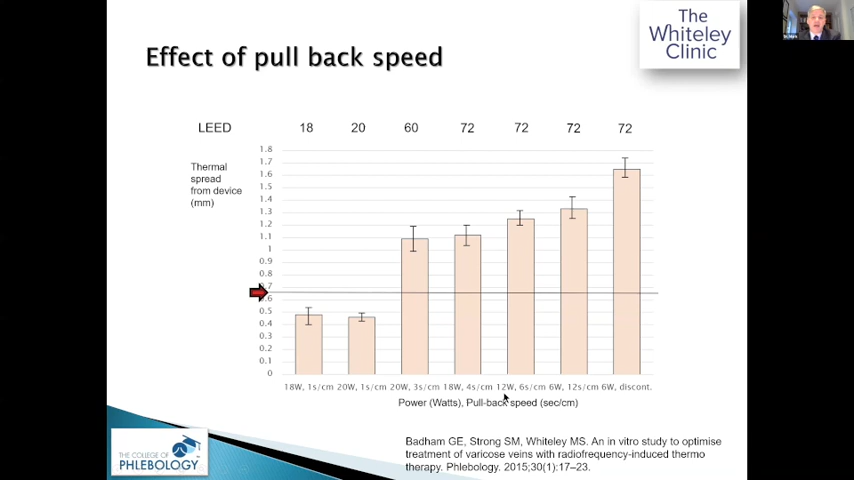 The
Whiteley
Clinic
Effect of pull back speed
LEED 18 20 60 72 72 72 72
Thermal
spread
from device
(mm)
1.8
1.7
1.6
1.5
1.4
1.3
1.2
1.1
1
0.9
0.8
0.7
0.6
0.5
0.4
0.3
0.2
0.1
0
18W, 1s/cm 20W, 1s/cm 20W, 3s/cm 18W, 4s/cm 12W, 6s/cm 6W, 12s/cm 6W, discont.
Power (Watts), Pull-back speed (sec/cm)
Badham GE, Strong SM, Whiteley MS. An in vitro study to optimise
treatment of varicose veins with radiofrequency-induced thermo
therapy. Phlebology. 2015;30(1):17–23.
THE COLLEGE OF
PHLEBOLOGY